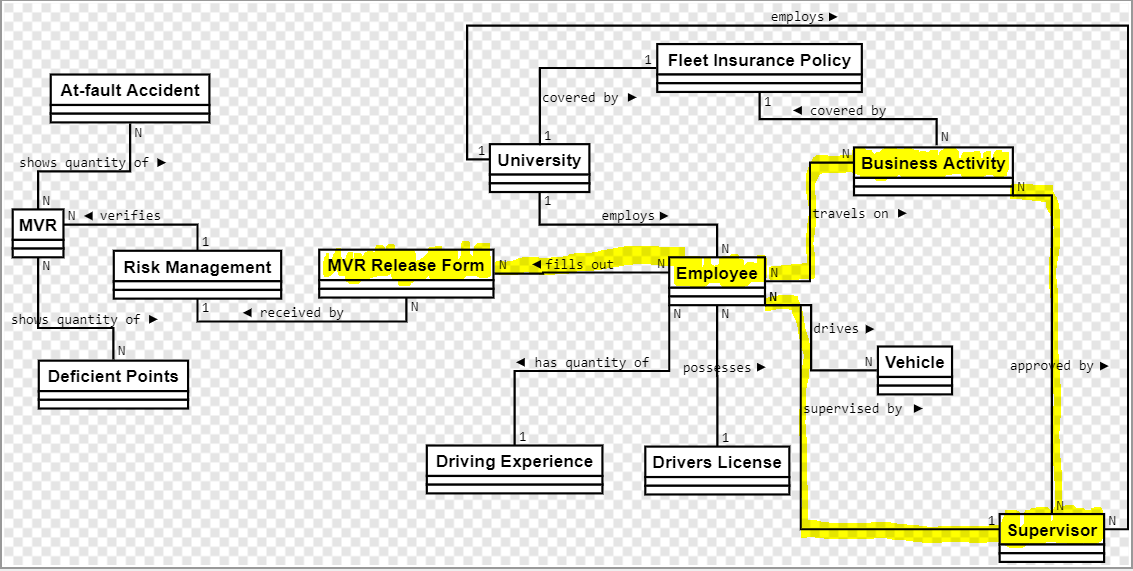 employs ►
Fleet Insurance Policy
1
covered by ►
1
◄ covered by
At-fault Accident
N
shows quantity of ►
1
1
University
N
Business Activity
N
N
1
employs ►
travels on ►
N
MVR
N
◄ verifies
1
N
Risk Management
1
◄ received by
MVR Release Form
N
N
◄ fills out
N
Employee
N
N
N
N
N
shows quantity of ►
N
Deficient Points
drives ►
N
Vehicle
◄ has quantity of
possesses ►
approved by ►
supervised by ►
1
Driving Experience
1
Drivers License
N
1
Supervisor
N